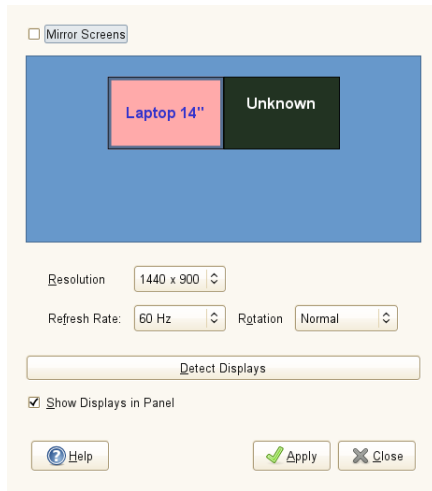 Mirror Screens
Laptop 14"
Unknown
Resolution 1440 x 900
Refresh Rate: 60 Hz Rotation Normal
Detect Displays
Show Displays in Panel
Help Apply Close